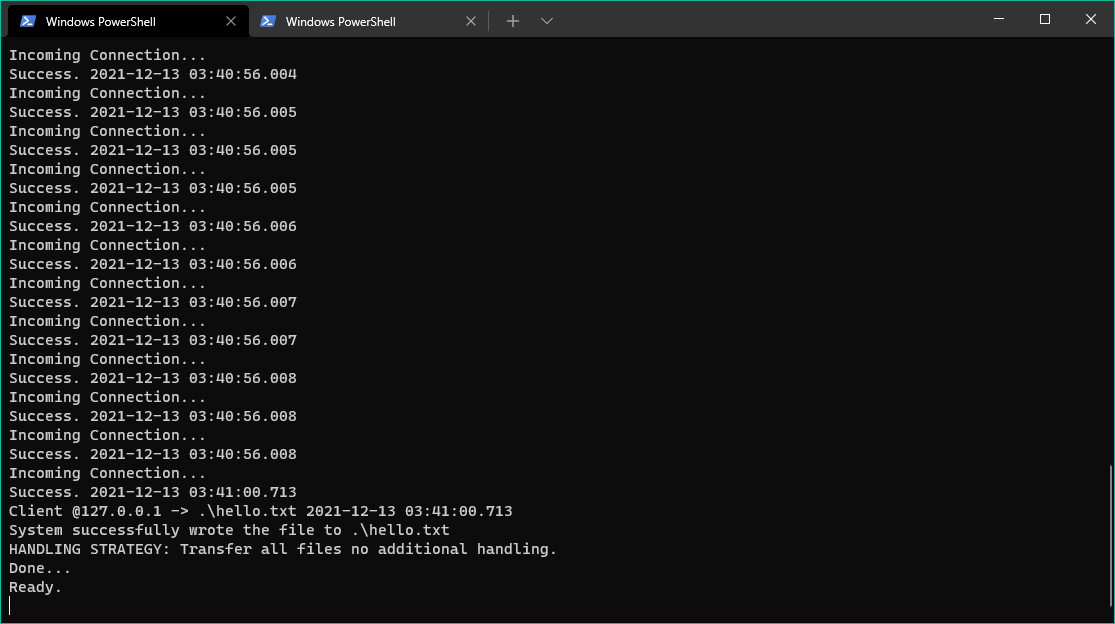 Windows PowerShell
Windows PowerShell
Incoming Connection...
Success. 2021-12-13 03:40:56.004
Incoming Connection...
Success. 2021-12-13 03:40:56.005
Incoming Connection...
Success. 2021-12-13 03:40:56.005
Incoming Connection...
Success. 2021-12-13 03:40:56.005
Incoming Connection...
Success. 2021-12-13 03:40:56.006
Incoming Connection...
Success. 2021-12-13 03:40:56.006
Incoming Connection...
Success. 2021-12-13 03:40:56.007
Incoming Connection...
Success. 2021-12-13 03:40:56.007
Incoming Connection...
Success. 2021-12-13 03:40:56.008
Incoming Connection...
Success. 2021-12-13 03:40:56.008
Incoming Connection...
Success. 2021-12-13 03:40:56.008
Incoming Connection...
Success. 2021-12-13 03:41:00.713
Client @127.0.0.1 -> .\hello.txt 2021-12-13 03:41:00.713
System successfully wrote the file to .\hello.txt
HANDLING STRATEGY: Transfer all files no additional handling.
Done...
Ready.